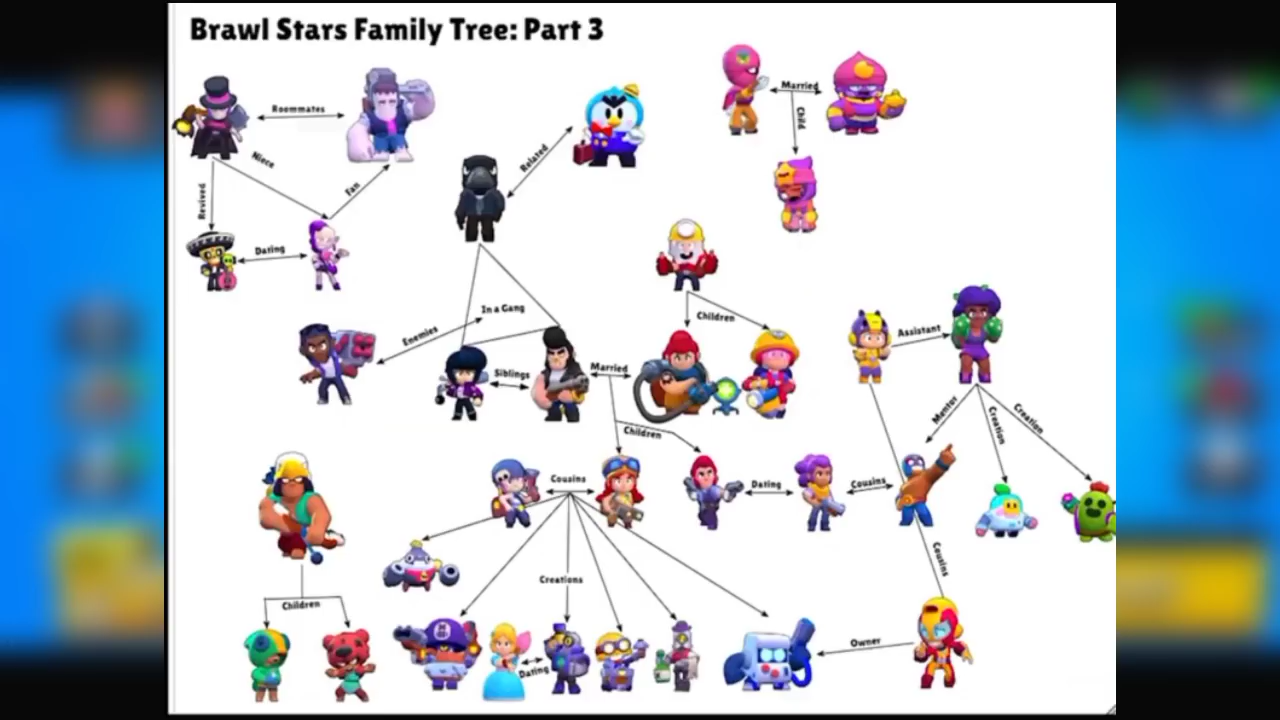 Brawl Stars Family Tree: Part 3
Married
Roommates
Child
Related
Niece
Fan
Revived
Dating
In a Gang
Children
Enemies
Assistant
Married
Siblings
Mentor
Creation
Creation
Children
Cousins
Dating
Cousins
Cousins
Creations
Children
Owner
Dating